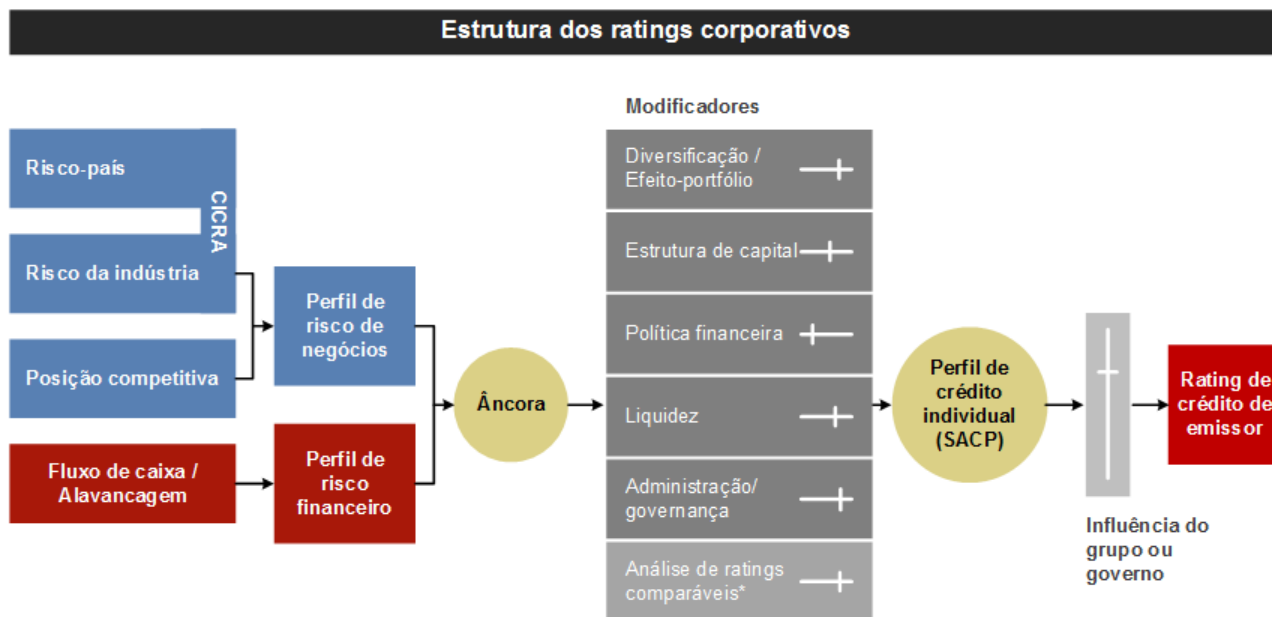 Estrutura dos ratings corporativos
Risco-país
CICRA
Risco da indústria
Posição competitiva
Fluxo de caixa /
Alavancagem
Perfil de
risco de
negócios
Perfil de
risco
financeiro
Âncora
Modificadores
Diversificação /
Efeito-portfólio
Estrutura de capital
Política financeira
Liquidez
Administração/
governança
Análise de ratings
comparáveis*
Perfil de
crédito
individual
(SACP)
Influência do
grupo ou
governo
Rating de
crédito de
emissor